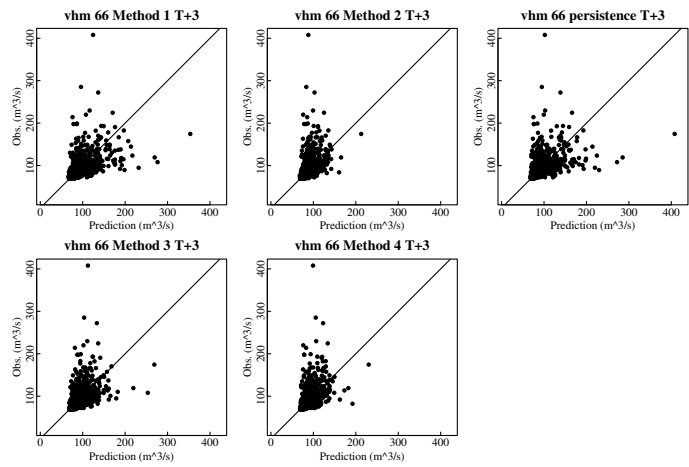 vhm 66 Method 1 T+3
Obs. (m^3/s)
400
300
200
100
0 100 200 300 400
Prediction (m^3/s)
vhm 66 Method 2 T+3
Obs. (m^3/s)
400
300
200
100
0 100 200 300 400
Prediction (m^3/s)
vhm 66 persistence T+3
Obs. (m^3/s)
400
300
200
100
0 100 200 300 400
Prediction (m^3/s)
vhm 66 Method 3 T+3
Obs. (m^3/s)
400
300
200
100
0 100 200 300 400
Prediction (m^3/s)
vhm 66 Method 4 T+3
Obs. (m^3/s)
400
300
200
100
0 100 200 300 400
Prediction (m^3/s)